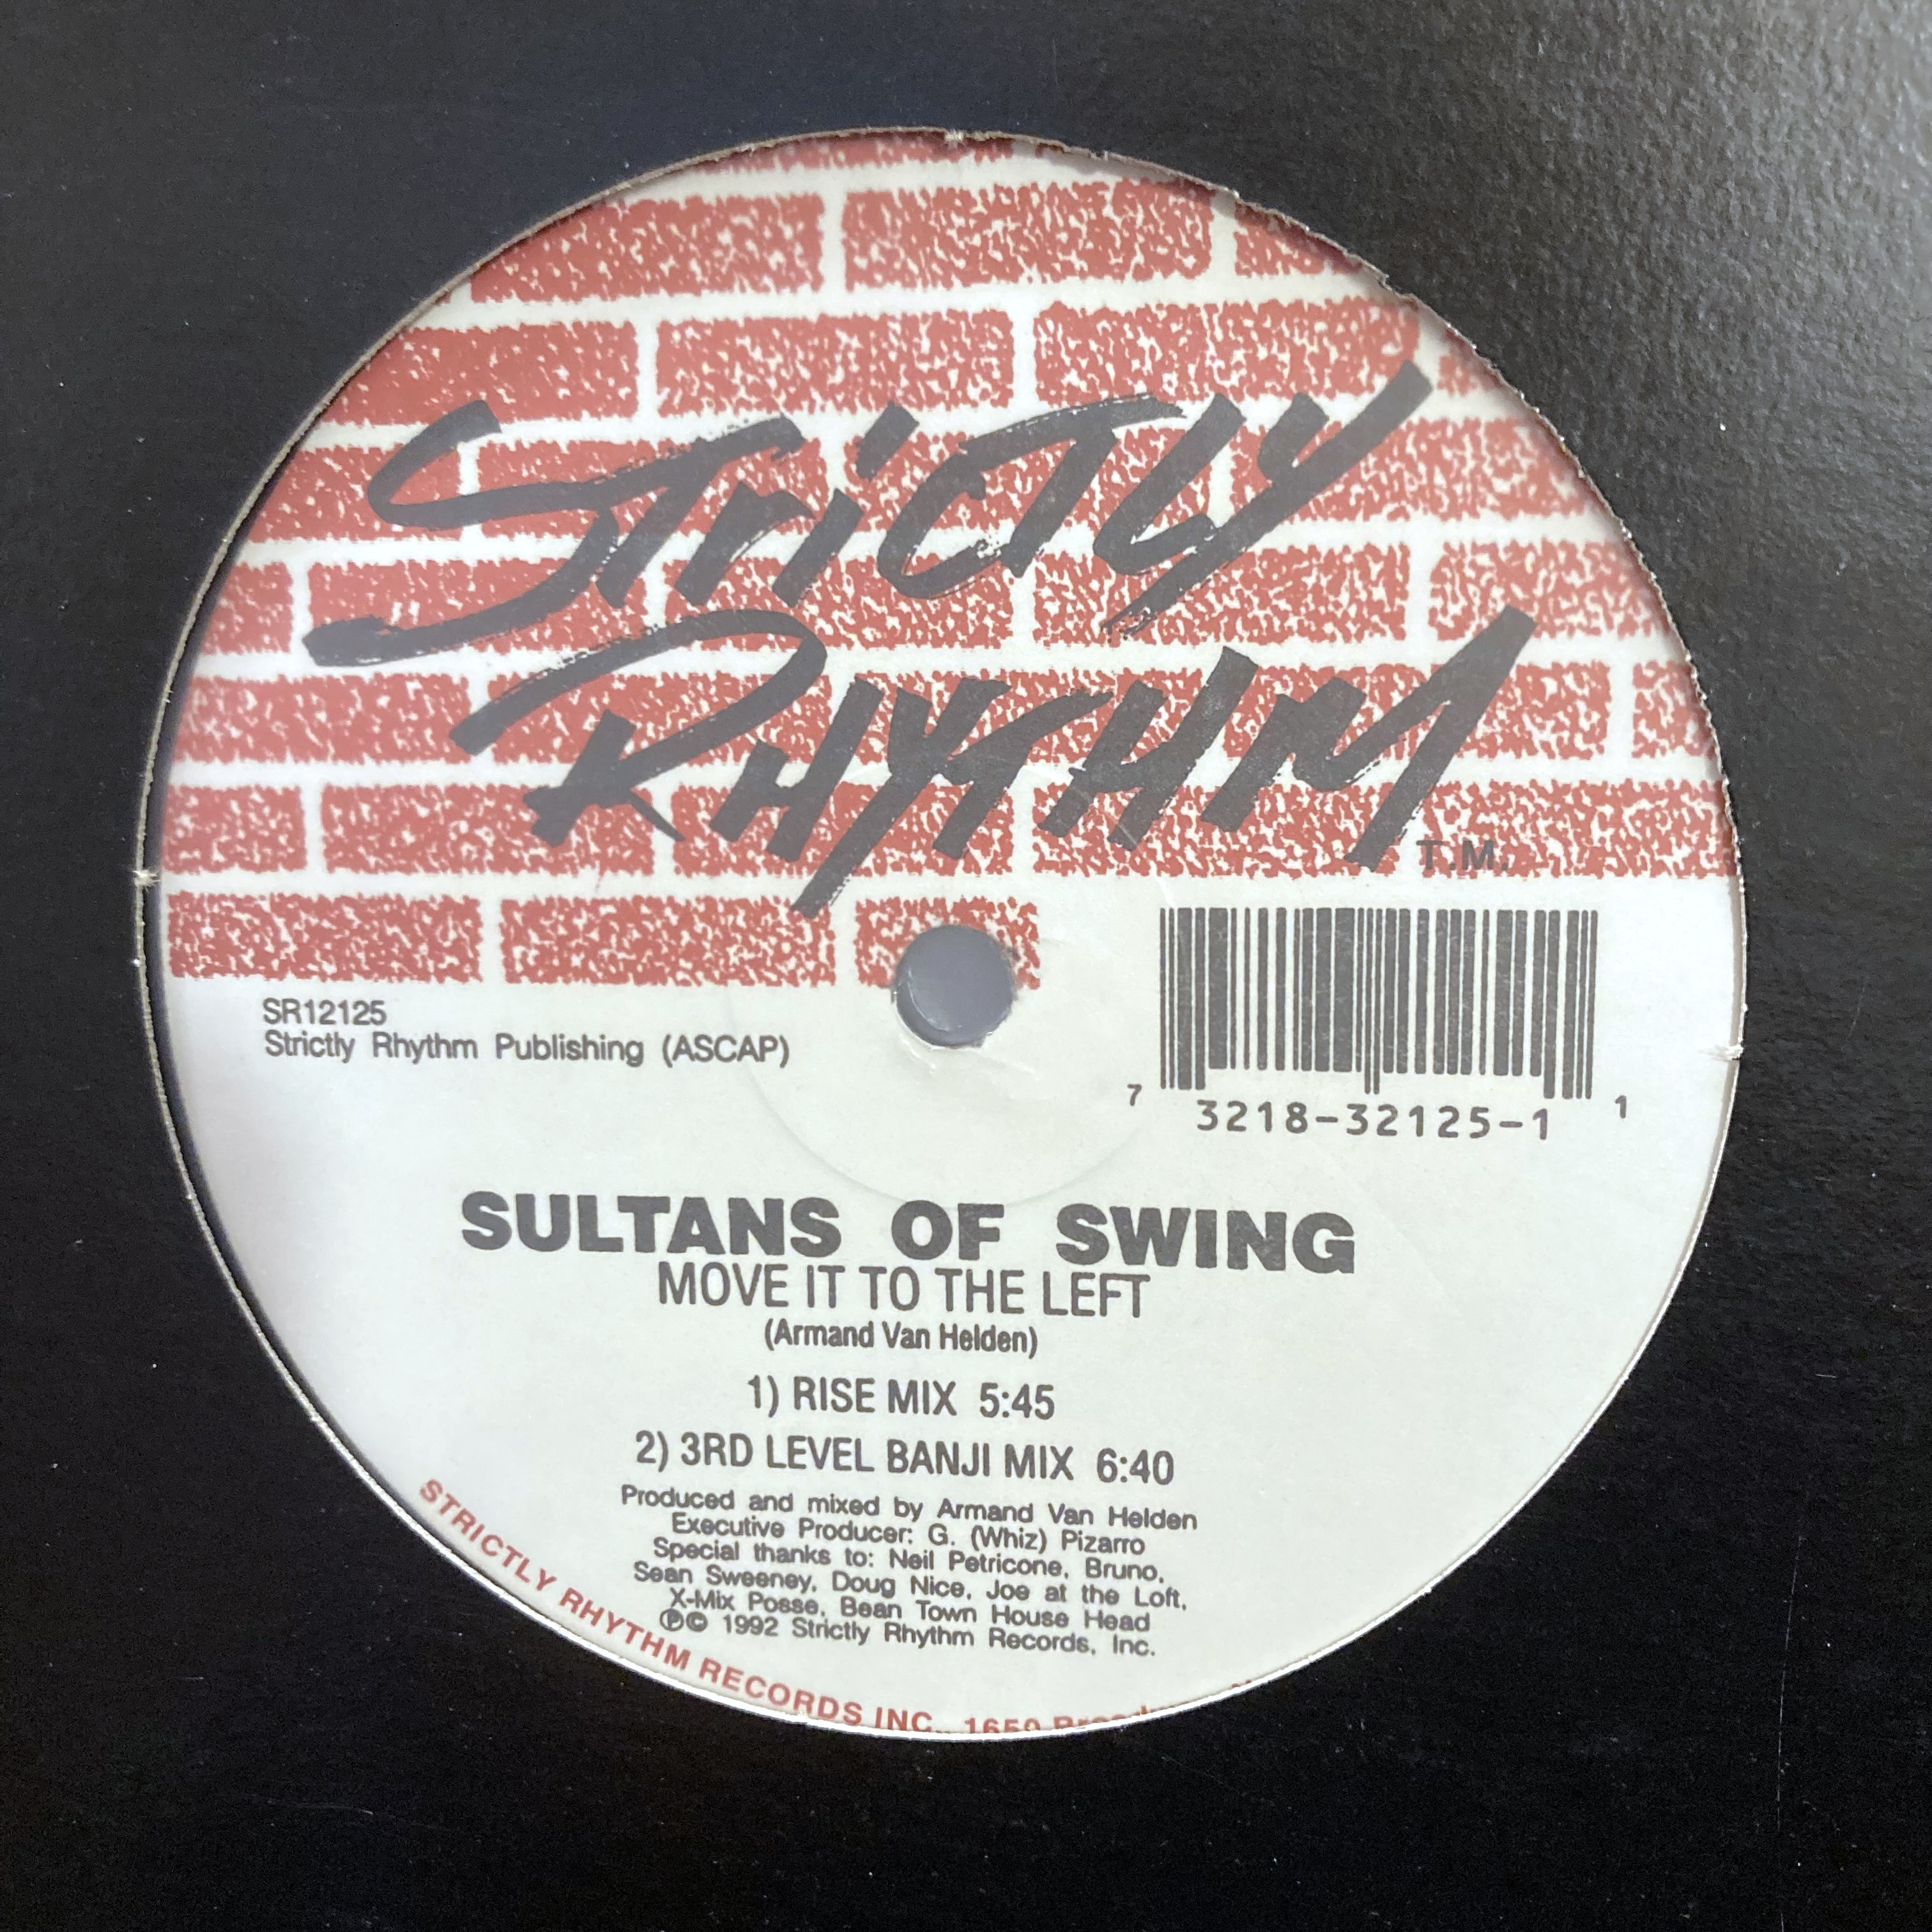 STRICTLY
RHYTHM
T.M.
SR12125
Strictly Rhythm Publishing (ASCAP)
7 3218-32125-1 1
SULTANS OF SWING
MOVE IT TO THE LEFT
(Armand Van Helden)
1) RISE MIX 5:45
2) 3RD LEVEL BANJI MIX 6:40
Produced and mixed by Armand Van Helden
Executive Producer: G. (Whiz) Pizarro
Special thanks to: Neil Petricone, Bruno,
Sean Sweeney, Doug Nice, Joe at the Loft,
X-Mix Posse, Bean Town House Head
℗© 1992 Strictly Rhythm Records, Inc.
STRICTLY RHYTHM RECORDS INC., 1650